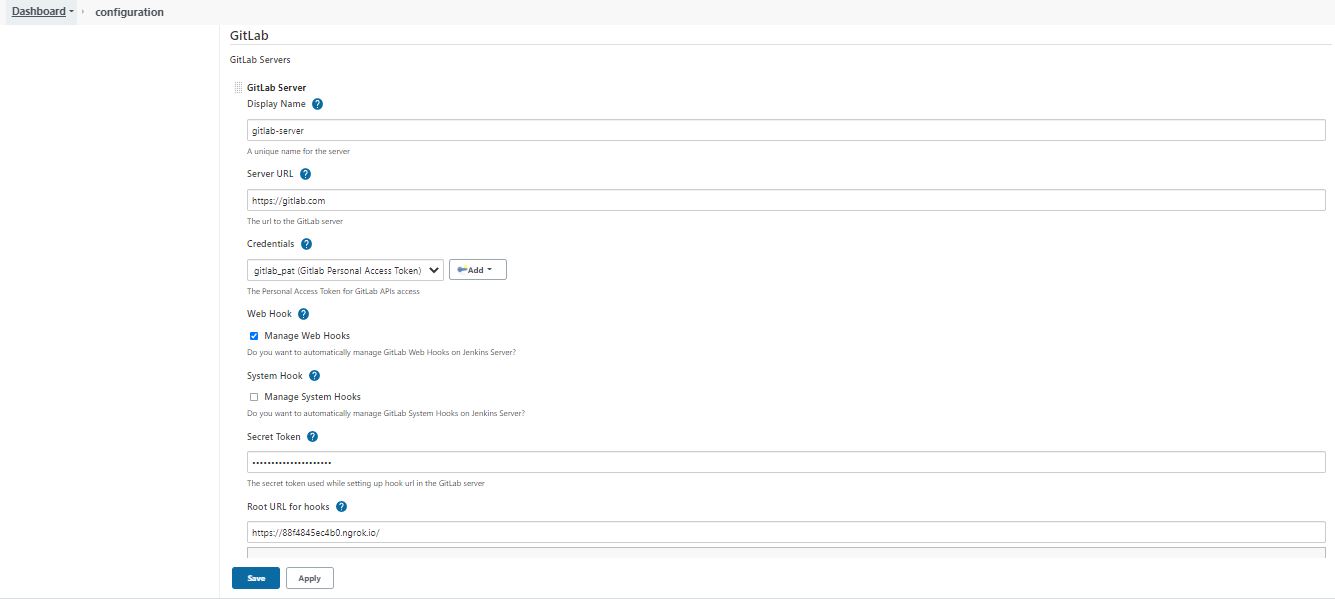 Dashboard
configuration
GitLab
GitLab Servers
GitLab Server
Display Name ?
gitlab-server
A unique name for the server
Server URL ?
https://gitlab.com
The url to the GitLab server
Credentials ?
gitlab_pat (Gitlab Personal Access Token) Add
The Personal Access Token for GitLab APIs access
Web Hook ?
Manage Web Hooks
Do you want to automatically manage GitLab Web Hooks on Jenkins Server?
System Hook ?
Manage System Hooks
Do you want to automatically manage GitLab System Hooks on Jenkins Server?
Secret Token ?
•••••••••••••••••••••
The secret token used while setting up hook url in the GitLab server
Root URL for hooks ?
https://88f4845ec4b0.ngrok.io/
Save Apply